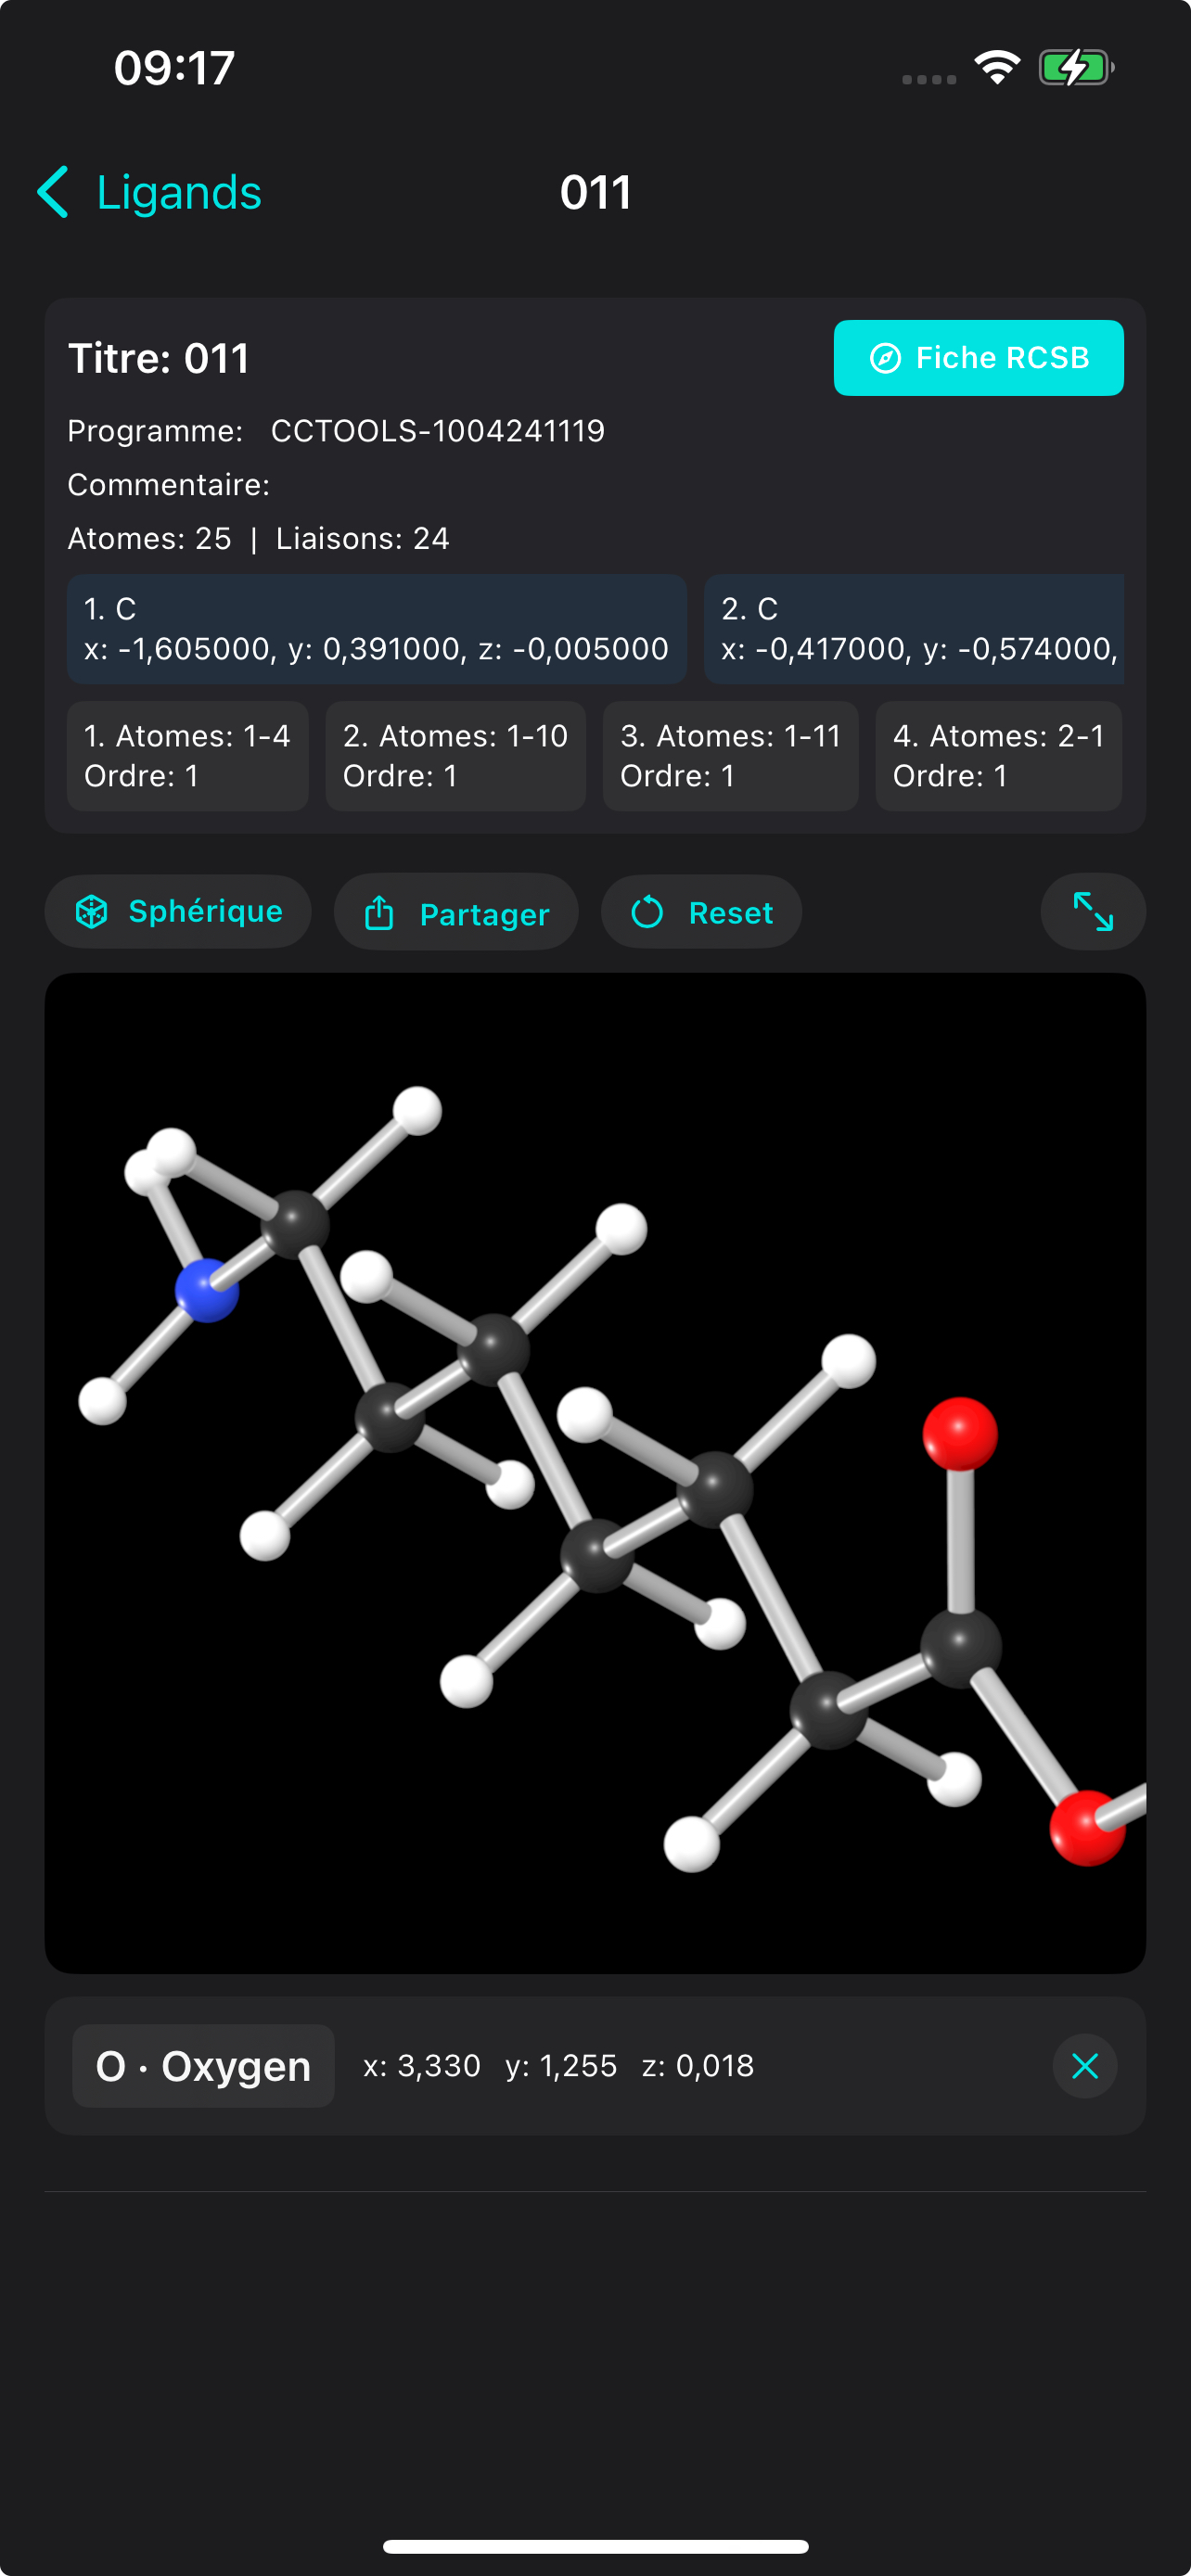 09:17
Ligands
011
Titre: 011
Fiche RCSB
Programme: CCTOOLS-1004241119
Commentaire:
Atomes: 25 | Liaisons: 24
1. C
x: -1,605000, y: 0,391000, z: -0,005000
2. C
x: -0,417000, y: -0,574000,
1. Atomes: 1-4
Ordre: 1
2. Atomes: 1-10
Ordre: 1
3. Atomes: 1-11
Ordre: 1
4. Atomes: 2-1
Ordre: 1
Sphérique
Partager
Reset
O · Oxygen
x: 3,330 y: 1,255 z: 0,018